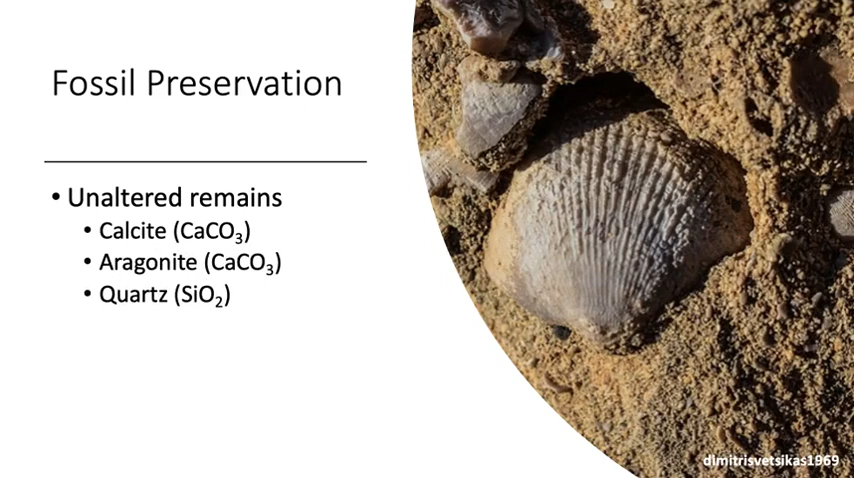 Fossil Preservation
• Unaltered remains
• Calcite (CaCO₃)
• Aragonite (CaCO₃)
• Quartz (SiO₂)
dimitrisvetsikas1969